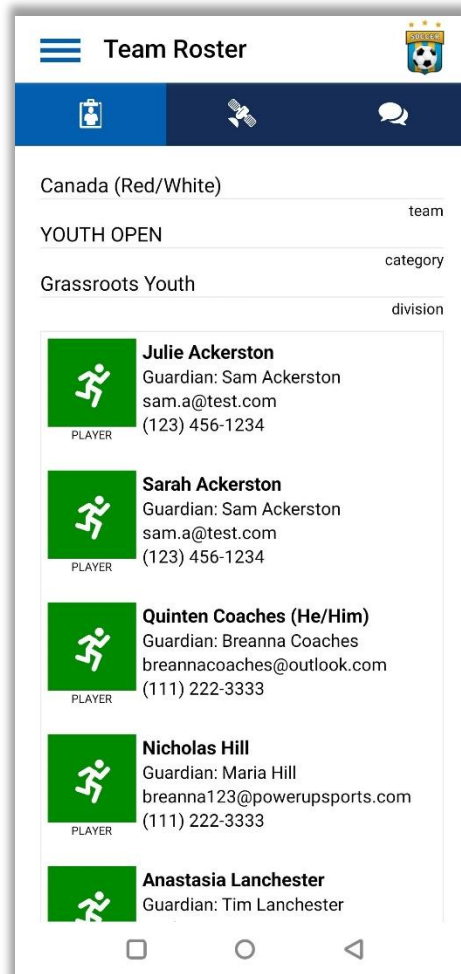 Team Roster
SOCCER
Canada (Red/White)
team
YOUTH OPEN
category
Grassroots Youth
division
Julie Ackerston
Guardian: Sam Ackerston
sam.a@test.com
(123) 456-1234
PLAYER
Sarah Ackerston
Guardian: Sam Ackerston
sam.a@test.com
(123) 456-1234
PLAYER
Quinten Coaches (He/Him)
Guardian: Breanna Coaches
breannacoaches@outlook.com
(111) 222-3333
PLAYER
Nicholas Hill
Guardian: Maria Hill
breanna123@powerupsports.com
(111) 222-3333
PLAYER
Anastasia Lanchester
Guardian: Tim Lanchester